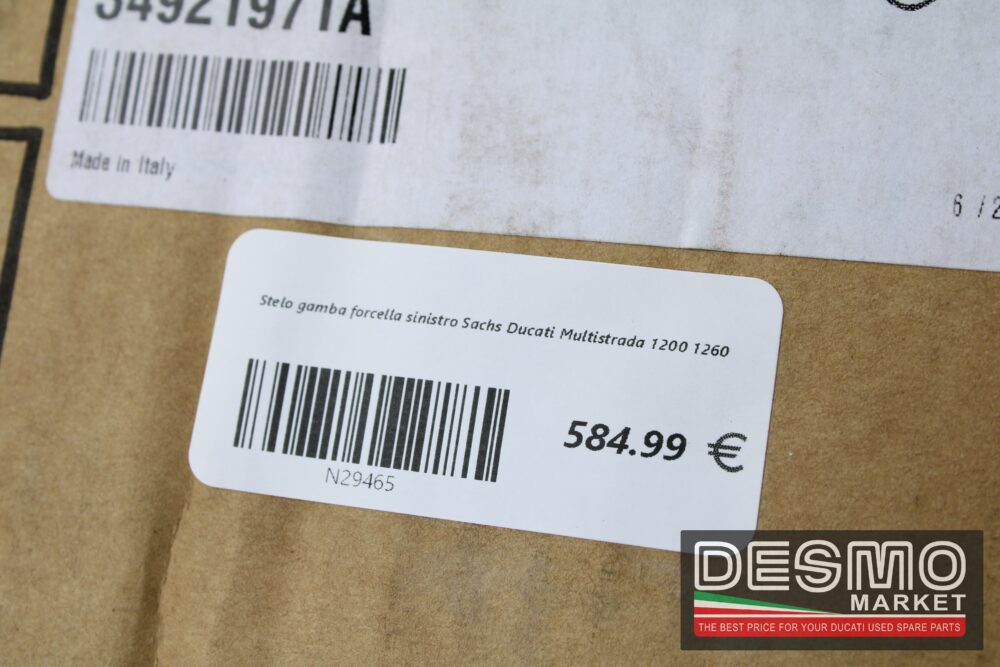 34921971A
Made in Italy
6 / 2
Stelo gamba forcella sinistro Sachs Ducati Multistrada 1200 1260
584.99 €
N29465
DESMO
MARKET
THE BEST PRICE FOR YOUR DUCATI USED SPARE PARTS